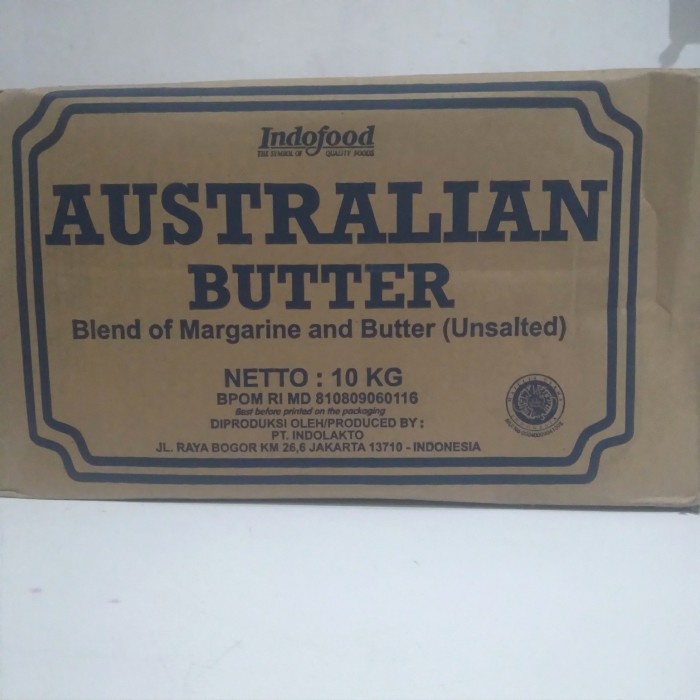 Indofood
THE SYMBOL OF QUALITY FOODS
AUSTRALIAN
BUTTER
Blend of Margarine and Butter (Unsalted)
NETTO : 10 KG
BPOM RI MD 810809060116
Best before printed on the packaging
DIPRODUKSI OLEH/PRODUCED BY :
PT. INDOLAKTO
JL. RAYA BOGOR KM 26,6 JAKARTA 13710 - INDONESIA